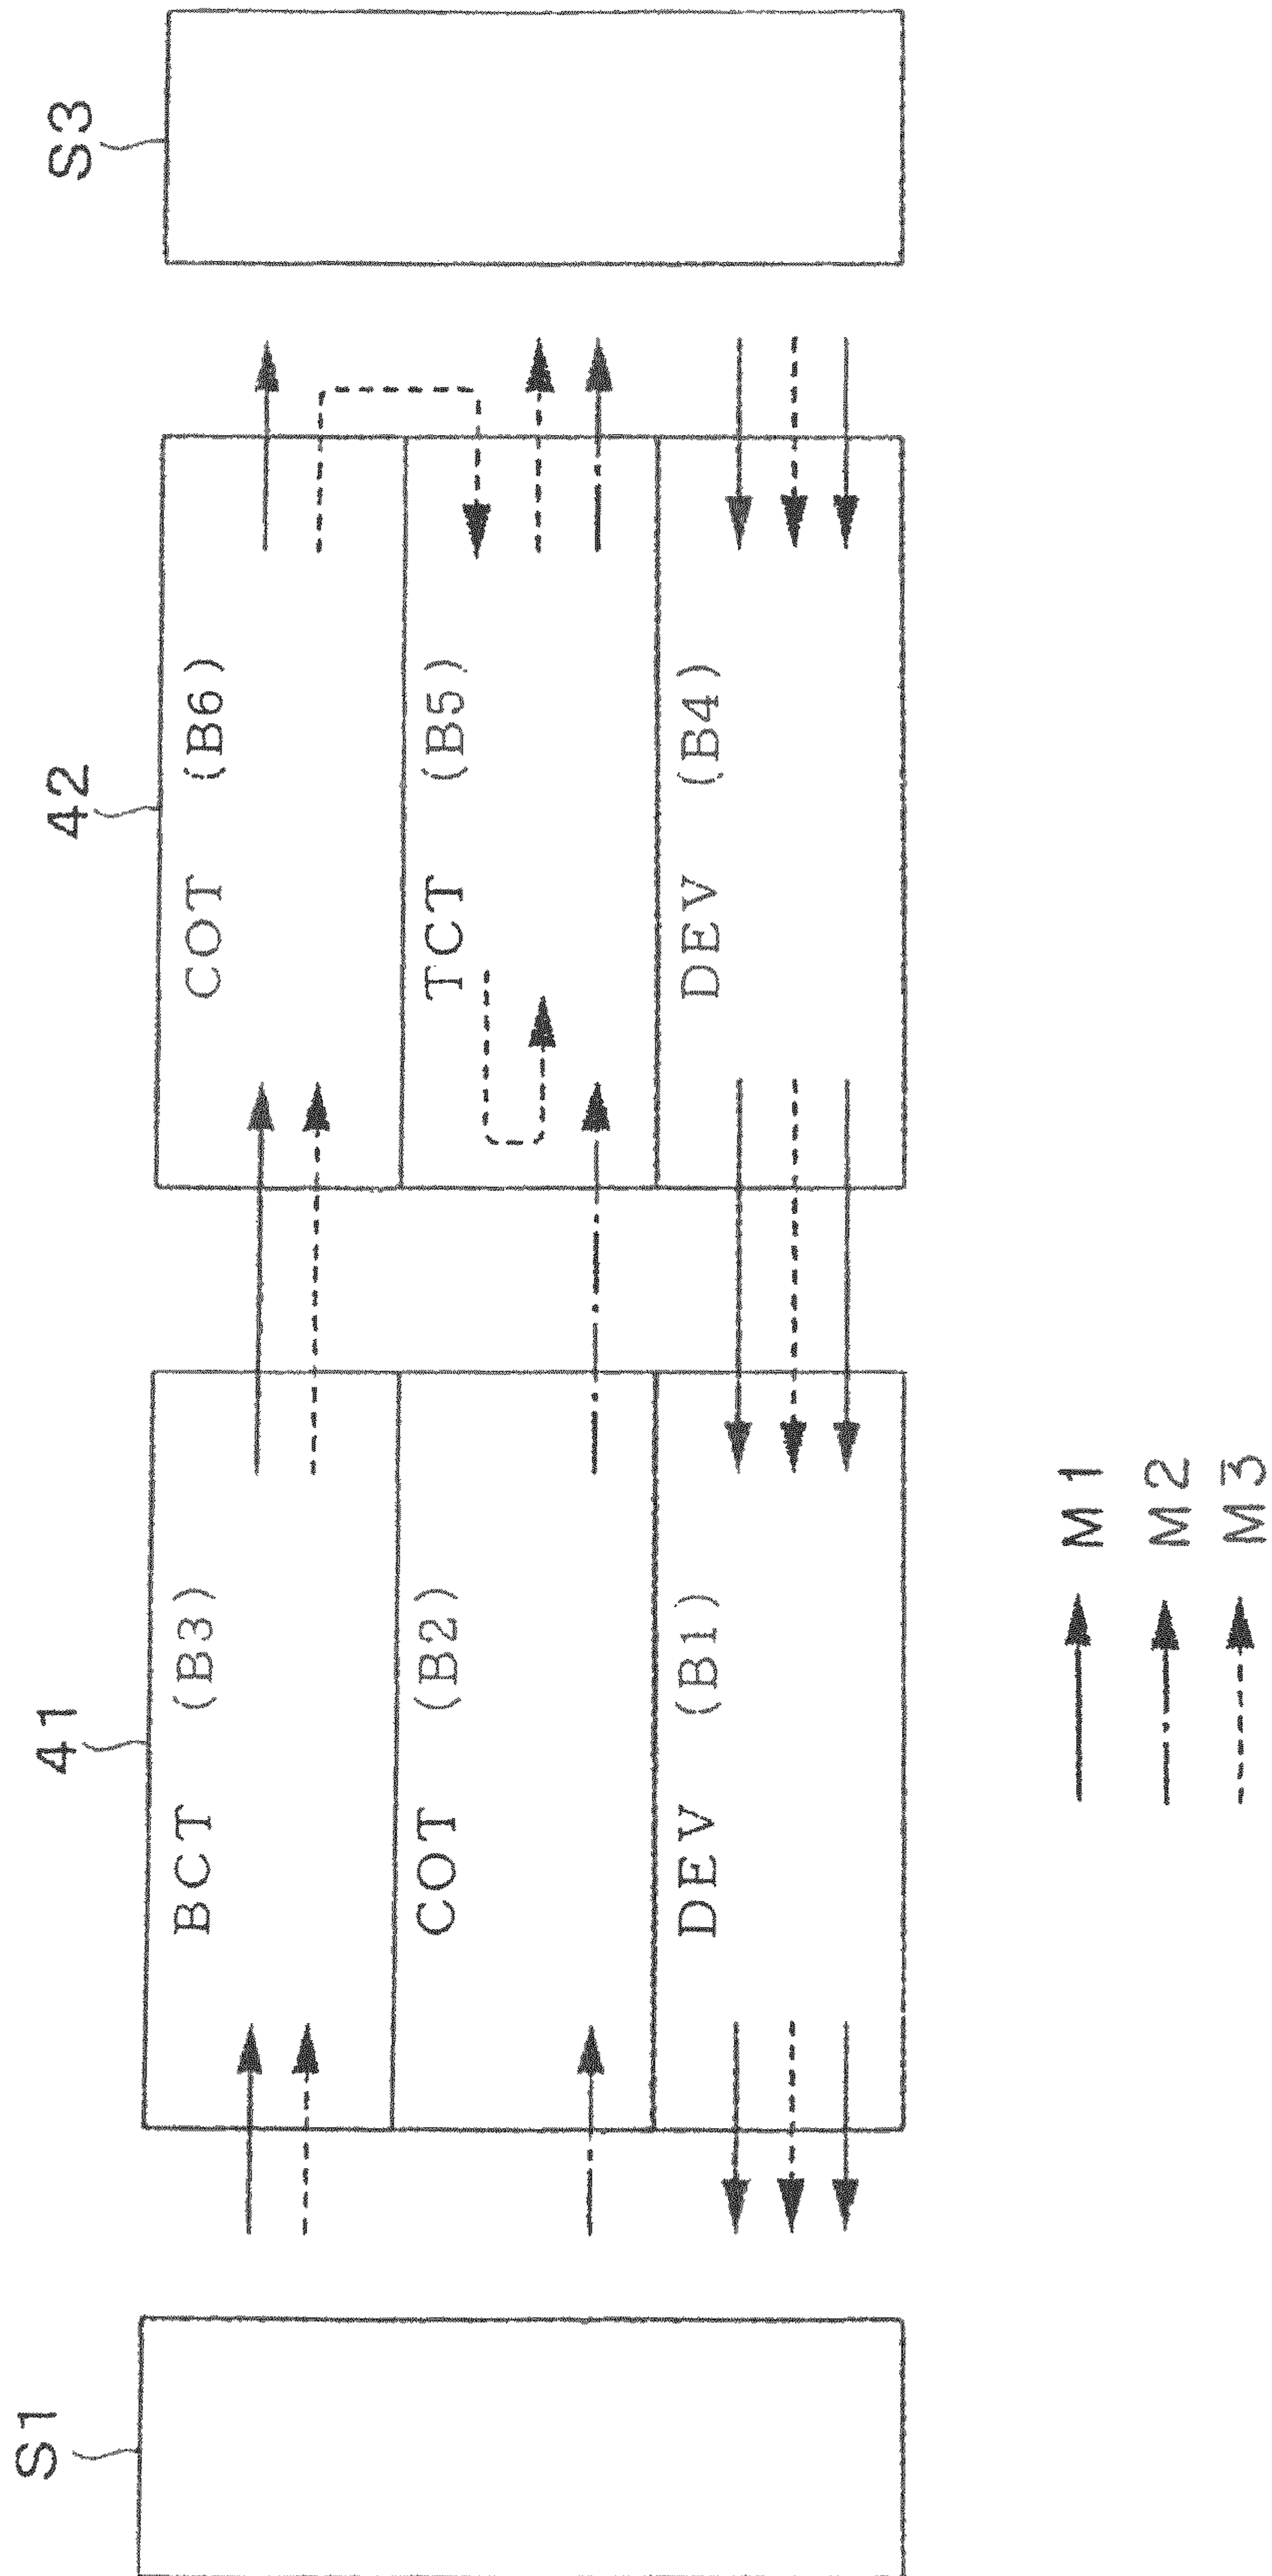 S1
41
42
S3
BCT (B3)
COT (B2)
DEV (B1)
COT (B6)
TCT (B5)
DEV (B4)
M1
M2
M3